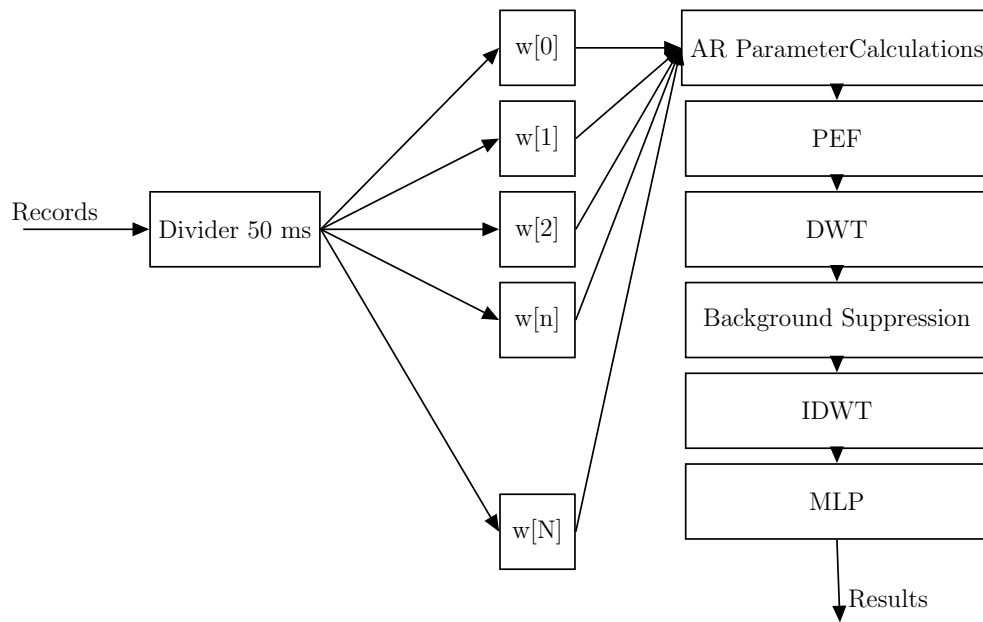 Records
Divider 50 ms
w[0]
w[1]
w[2]
w[n]
w[N]
AR ParameterCalculations
PEF
DWT
Background Suppression
IDWT
MLP
Results